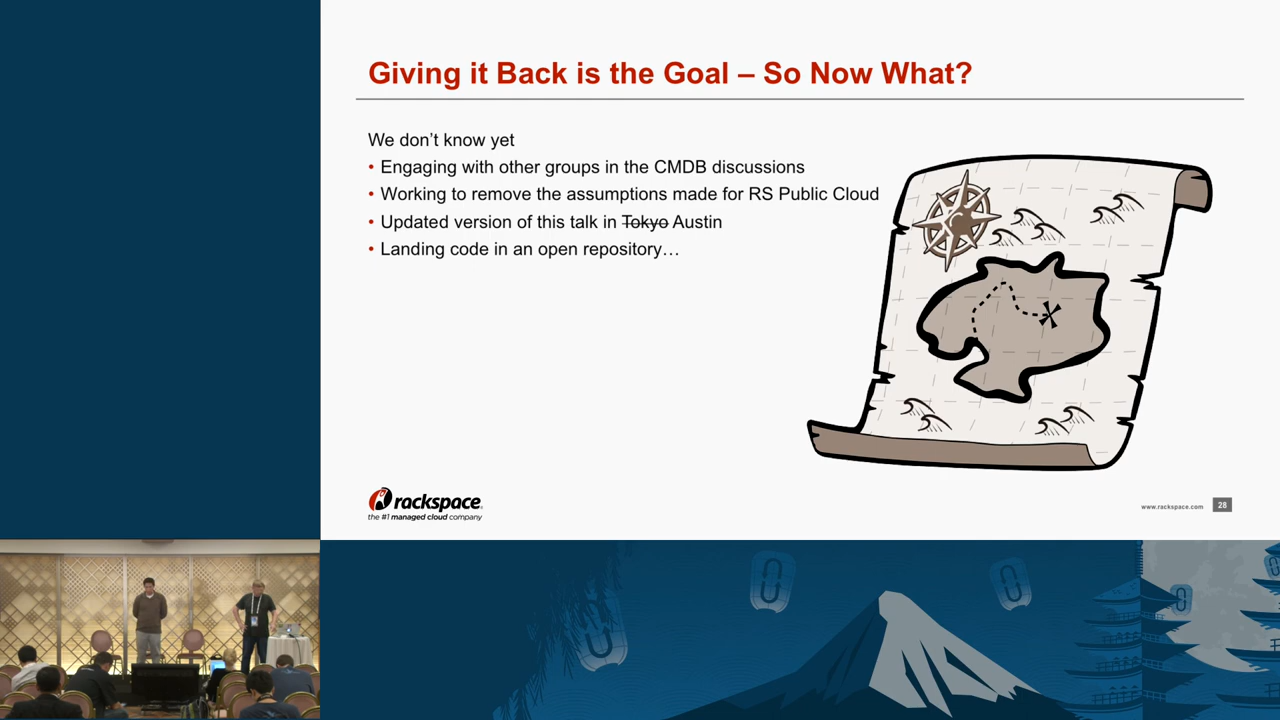 Giving it Back is the Goal – So Now What?
We don’t know yet
• Engaging with other groups in the CMDB discussions
• Working to remove the assumptions made for RS Public Cloud
• Updated version of this talk in Tokyo Austin
• Landing code in an open repository…
rackspace
the #1 managed cloud company
www.rackspace.com 28